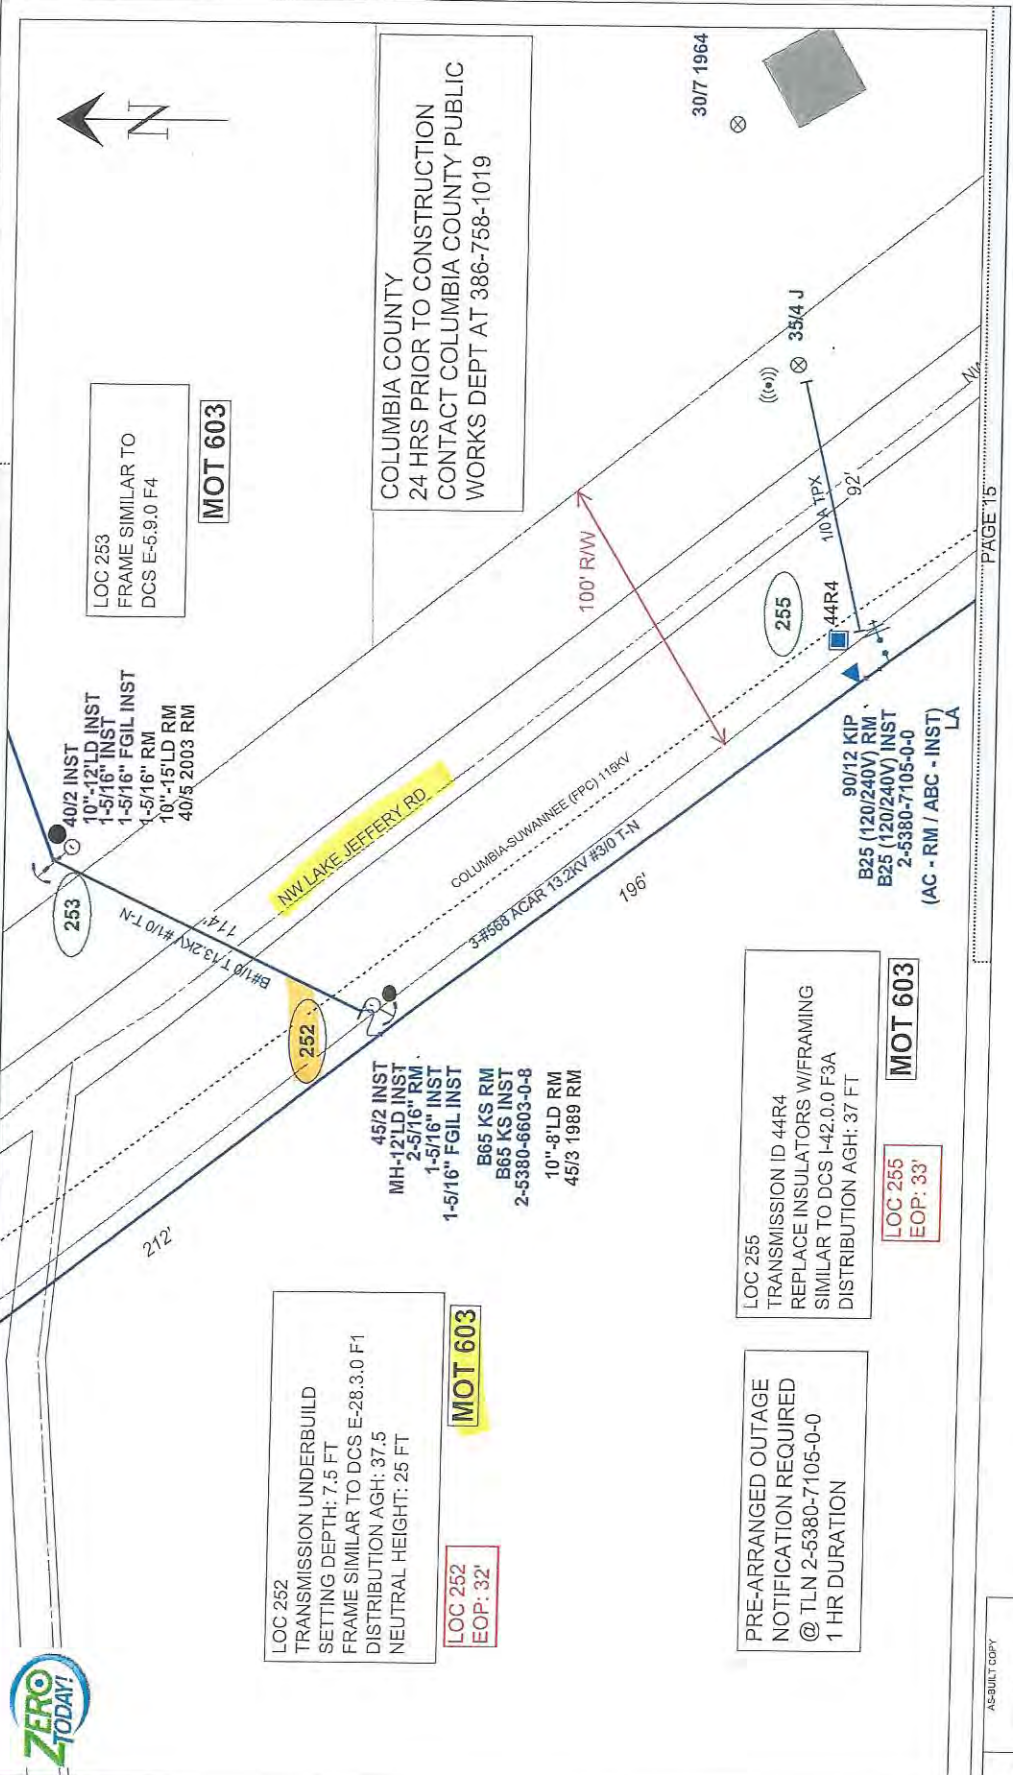 ZERO
TODAY!
212'
LOC 252
TRANSMISSION UNDERBUILD
SETTING DEPTH: 7.5 FT
FRAME SIMILAR TO DCS E-28.3.0 F1
DISTRIBUTION AGH: 37.5
NEUTRAL HEIGHT: 25 FT
MOT 603
LOC 252
EOP: 32'
PRE-ARRANGED OUTAGE
NOTIFICATION REQUIRED
@ TLN 2-5380-7105-0-0
1 HR DURATION
252
45/2 INST
MH-12'LD INST
2-5/16" RM
1-5/16" INST
1-5/16" FGIL INST
B65 KS RM
B65 KS INST
2-5380-6603-0-8
10"-8'LD RM
45/3 1989 RM
LOC 255
TRANSMISSION ID 44R4
REPLACE INSULATORS W/FRAMING
SIMILAR TO DCS I-42.0.0 F3A
DISTRIBUTION AGH: 37 FT
LOC 255
EOP: 33'
MOT 603
253
B#1/0 T/13.2KV #1/0 T-N
114'
40/2 INST
10"-12'LD INST
1-5/16" INST
1-5/16" FGIL INST
1-5/16" RM
10"-15'LD RM
40/5 2003 RM
NW LAKE JEFFERY RD
COLUMBIA-SUWANNEE (FPC) 115KV
3-#568 ACAR 13.2KV #3/0 T-N
196'
LOC 253
FRAME SIMILAR TO
DCS E-5.9.0 F4
MOT 603
N
COLUMBIA COUNTY
24 HRS PRIOR TO CONSTRUCTION
CONTACT COLUMBIA COUNTY PUBLIC
WORKS DEPT AT 386-758-1019
100' R/W
255
44R4
90/12 KIP
B25 (120/240V) RM
B25 (120/240V) INST
2-5380-7105-0-0
(AC - RM / ABC - INST)
LA
1/0 A TPX
92'
35/4 J
30/7 1964
NW
PAGE 15
AS-BUILT COPY